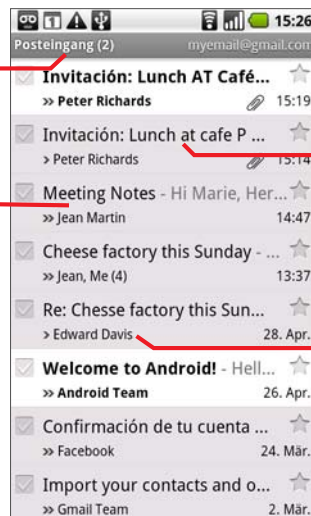 1 15:26
Posteingang (2) myemail@gmail.com
Invitación: Lunch AT Café...
» Peter Richards 15:19
Invitación: Lunch at cafe P ...
› Peter Richards 15:14
Meeting Notes - Hi Marie, Her...
» Jean Martin 14:47
Cheese factory this Sunday - ...
» Jean, Me (4) 13:37
Re: Chesse factory this Sun...
› Edward Davis 28. Apr.
Welcome to Android! - Hell...
» Android Team 26. Apr.
Confirmación de tu cuenta ...
» Facebook 24. Mär.
Import your contacts and o...
» Gmail Team 2. Mär.